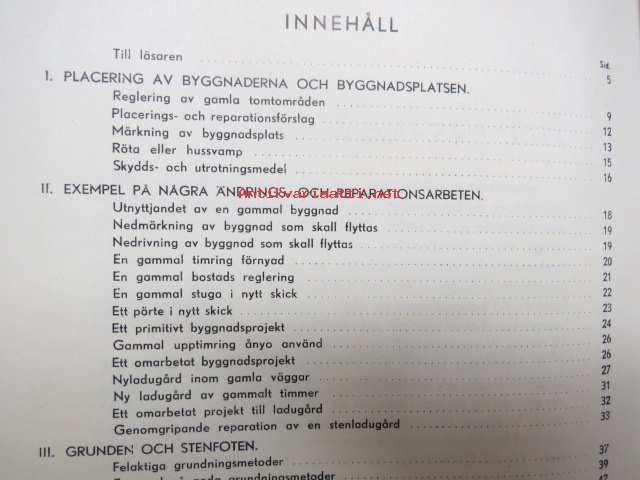 INNEHÅLL
Sid.
Till läsaren 5
I. PLACERING AV BYGGNADERNA OCH BYGGNADSPLATSEN.
Reglering av gamla tomtområden 9
Placerings- och reparationsförslag 12
Märkning av byggnadsplats 13
Röta eller hussvamp 15
Skydds- och utrotningsmedel 16
II. EXEMPEL PÅ NÅGRA ÄNDRINGS- OCH REPARATIONSARBETEN.
Antikvariaatti.net
Utnyttjandet av en gammal byggnad 18
Nedmärkning av byggnad som skall flyttas 19
Nedrivning av byggnad som skall flyttas 19
En gammal timring förnyad 20
En gammal bostads reglering 21
En gammal stuga i nytt skick 22
Ett pörte i nytt skick 23
Ett primitivt byggnadsprojekt 24
Gammal upptimring ånyo använd 26
Ett omarbetat byggnadsprojekt 26
Nyladugård inom gamla väggar 27
Ny ladugård av gammalt timmer 31
Ett omarbetat projekt till ladugård 32
Genomgripande reparation av en stenladugård 33
III. GRUNDEN OCH STENFOTEN.
Felaktiga grundningsmetoder 37
goda grundningsmetoder 39